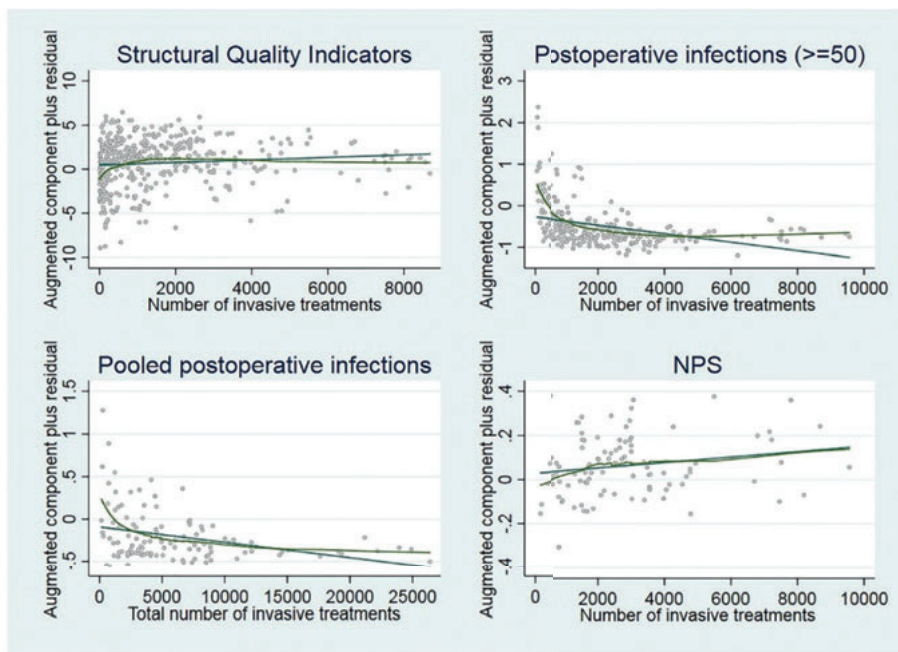 Structural Quality Indicators
Augmented component plus residual
10
5
0
-5
-10
0 2000 4000 6000 8000
Number of invasive treatments
Postoperative infections (>=50)
Augmented component plus residual
3
1
0
-1
0 2000 4000 6000 8000 10000
Number of invasive treatments
Pooled postoperative infections
Augmented component plus residual
1.5
1
.5
0
-.5
0 5000 10000 15000 20000 25000
Total number of invasive treatments
NPS
Augmented component plus residual
.4
.2
0
-.2
-.4
0 2000 4000 6000 8000 10000
Number of invasive treatments